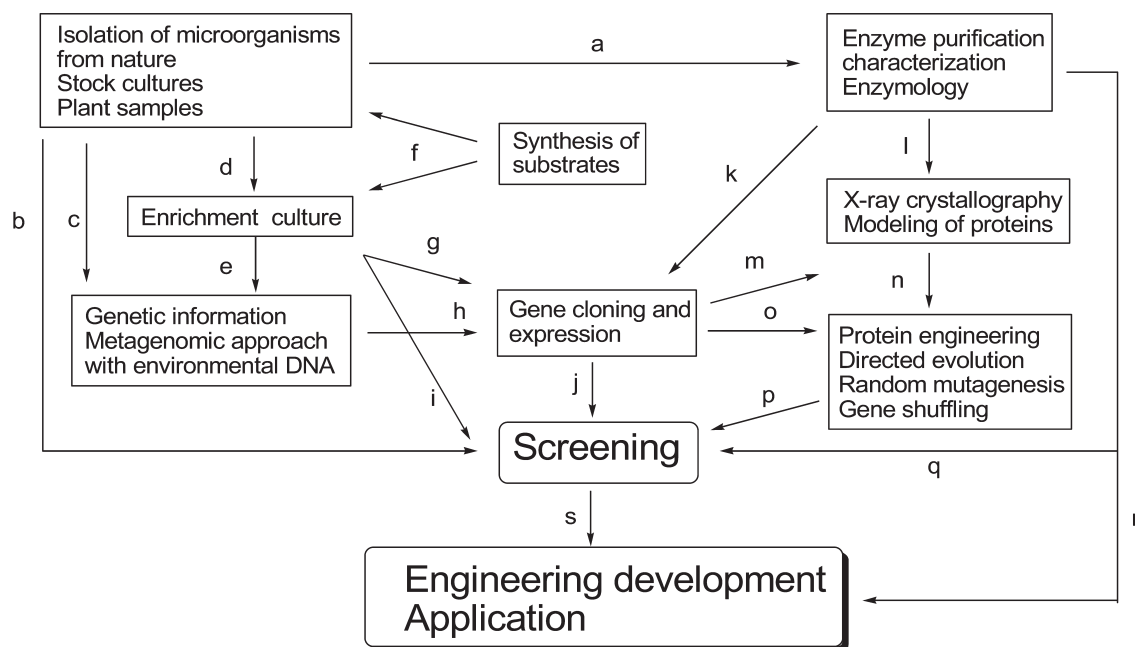 Isolation of microorganisms
from nature
Stock cultures
Plant samples
a
Enzyme purification
characterization
Enzymology
Synthesis of
substrates
f
d
l
k
b
c
Enrichment culture
X-ray crystallography
Modeling of proteins
g
e
m
n
Genetic information
Metagenomic approach
with environmental DNA
h
Gene cloning and
expression
o
Protein engineering
Directed evolution
Random mutagenesis
Gene shuffling
i
j
p
Screening
q
s
Engineering development
Application